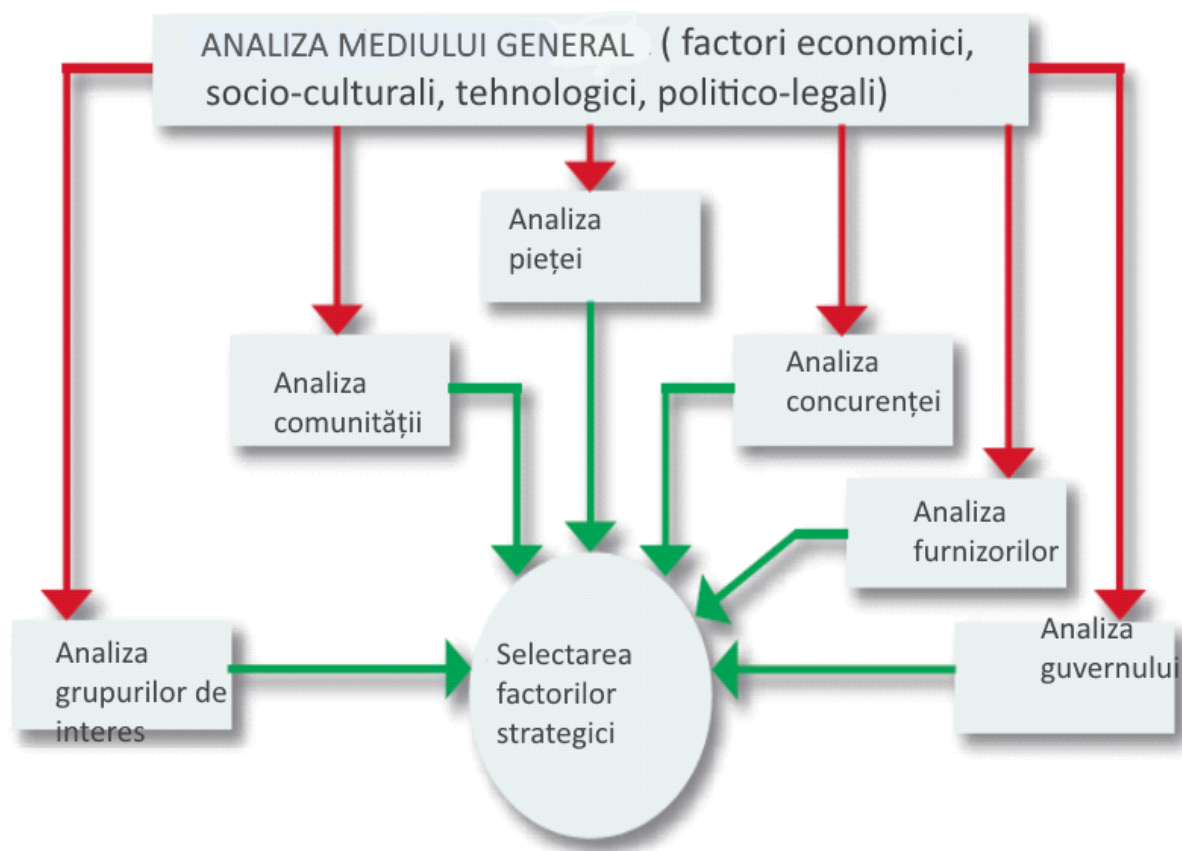 ANALIZA MEDIULUI GENERAL ( factori economici,
socio-culturali, tehnologici, politico-legali)
Analiza
pieței
Analiza
comunității
Analiza
concurenței
Analiza
furnizorilor
Analiza
grupurilor de
interes
Selectarea
factorilor
strategici
Analiza
guvernului